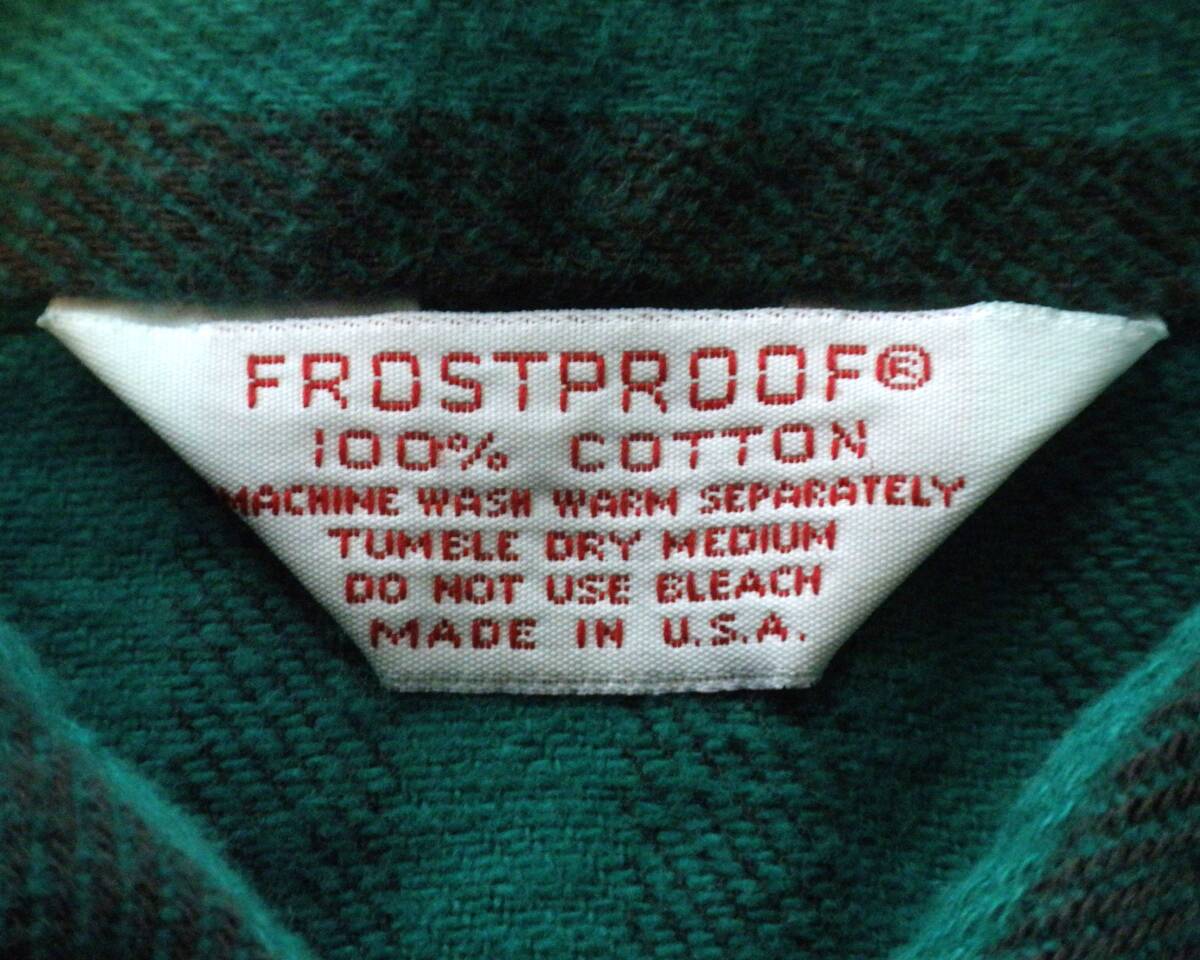 FROSTPROOF®
100% COTTON
MACHINE WASH WARM SEPARATELY
TUMBLE DRY MEDIUM
DO NOT USE BLEACH
MADE IN U.S.A.